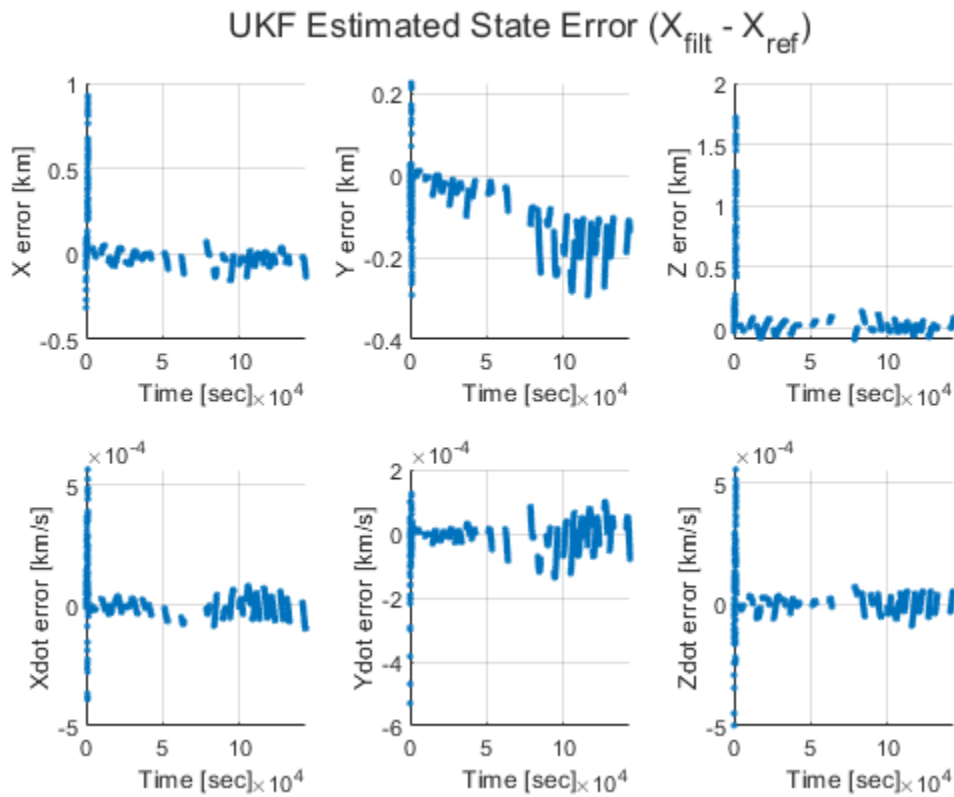 UKF Estimated State Error (X_filt - X_ref)
X error [km]
1
0.5
0
-0.5
0 5 10
Time [sec] ×10^4
Y error [km]
0.2
0
-0.2
-0.4
0 5 10
Time [sec] ×10^4
Z error [km]
2
1.5
1
0.5
0
0 5 10
Time [sec] ×10^4
×10^-4
Xdot error [km/s]
5
0
-5
0 5 10
Time [sec] ×10^4
×10^-4
Ydot error [km/s]
2
0
-2
-4
-6
0 5 10
Time [sec] ×10^4
×10^-4
Zdot error [km/s]
5
0
-5
0 5 10
Time [sec] ×10^4